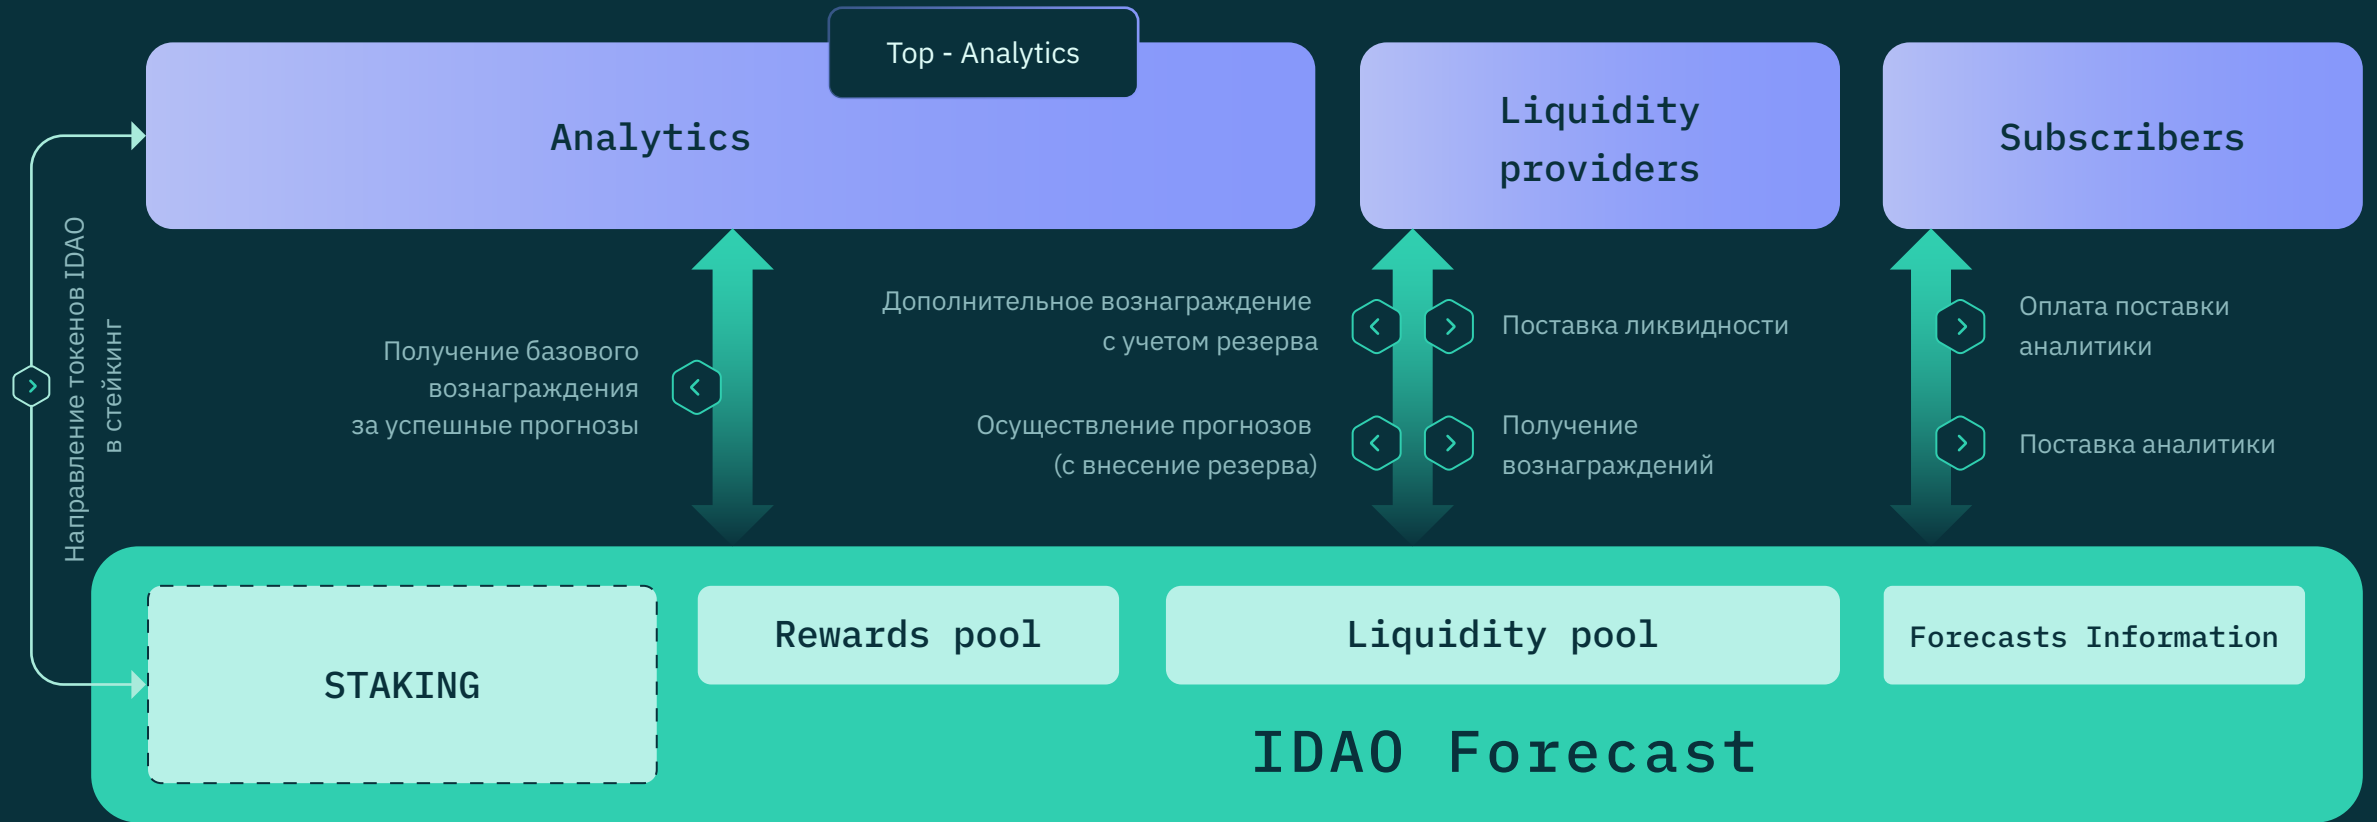 Top - Analytics
Analytics
Liquidity
providers
Subscribers
Направление токенов IDAO
в стейкинг
Получение базового
вознаграждения
за успешные прогнозы
Дополнительное вознаграждение
с учетом резерва
Осуществление прогнозов
(с внесение резерва)
Поставка ликвидности
Получение
вознаграждений
Оплата поставки
аналитики
Поставка аналитики
STAKING
Rewards pool
Liquidity pool
Forecasts Information
IDAO Forecast